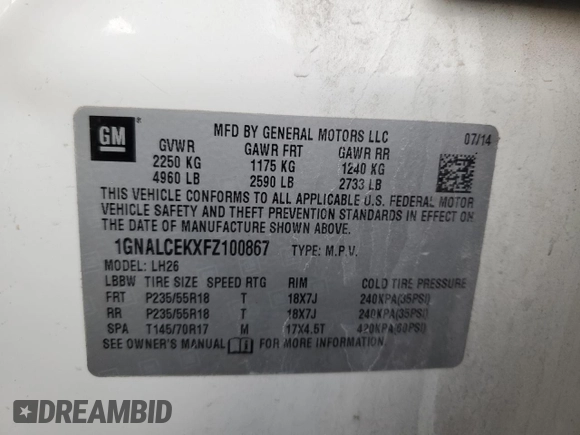 GM
MFD BY GENERAL MOTORS LLC 07/14
GVWR GAWR FRT GAWR RR
2250 KG 1175 KG 1240 KG
4960 LB 2590 LB 2733 LB
THIS VEHICLE CONFORMS TO ALL APPLICABLE U.S. FEDERAL MOTOR
VEHICLE SAFETY AND THEFT PREVENTION STANDARDS IN EFFECT ON
THE DATE OF MANUFACTURE SHOWN ABOVE.
1GNALCEKXFZ100867 TYPE: M.P.V.
MODEL: LH26
LBBW TIRE SIZE SPEED RTG RIM COLD TIRE PRESSURE
FRT P235/55R18 T 18X7J 240KPA(35PSI)
RR P235/55R18 T 18X7J 240KPA(35PSI)
SPA T145/70R17 M 17X4.5T 420KPA(60PSI)
SEE OWNER'S MANUAL FOR MORE INFORMATION.
DREAMBID